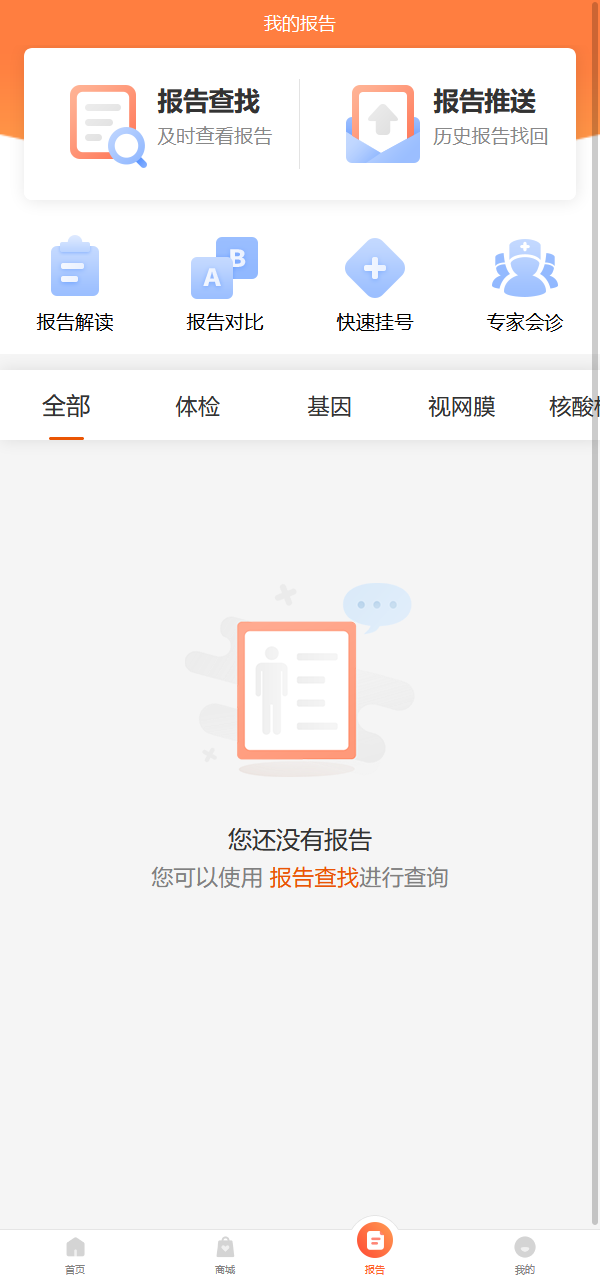 我的报告
报告查找
及时查看报告
报告推送
历史报告找回
B
A
报告解读
报告对比
快速挂号
专家会诊
全部
体检
基因
视网膜
核酸
您还没有报告
您可以使用 报告查找进行查询
首页
商城
报告
我的